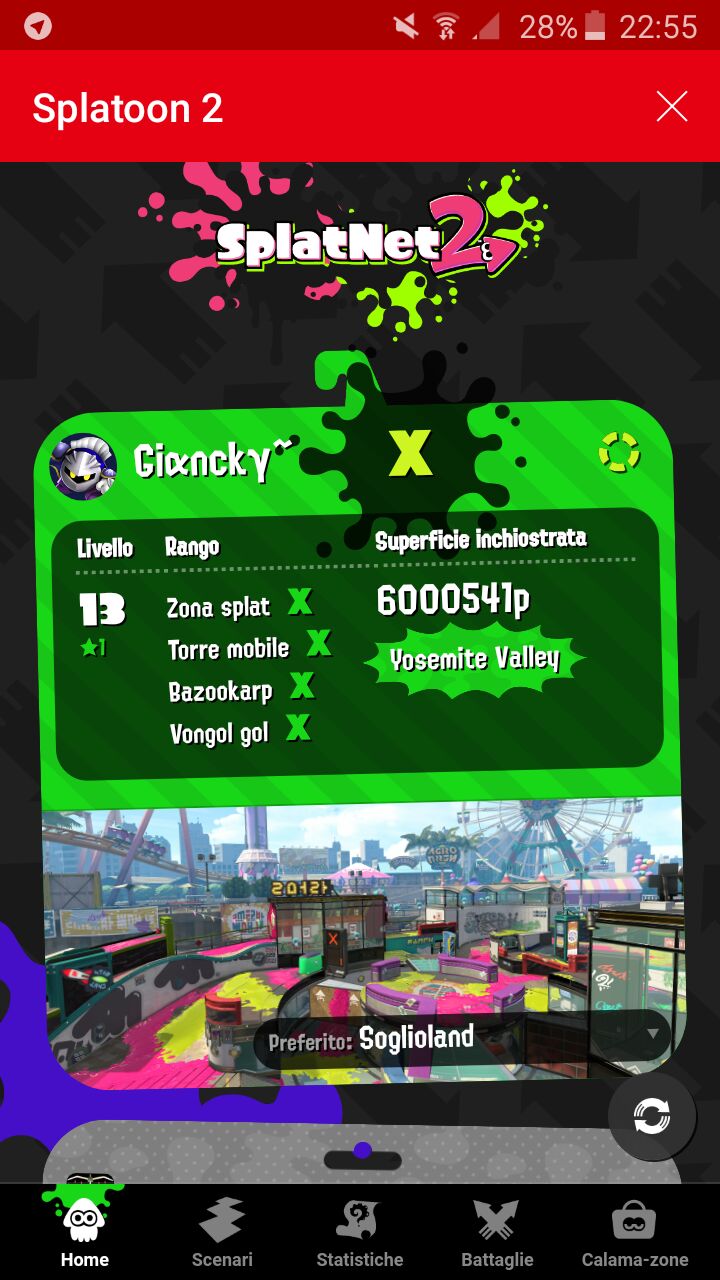 28% 22:55
Splatoon 2
SplatNet 2
Giαncky~ X
Livello Rango Superficie inchiostrata
13 Zona splat X 6000541p
★1 Torre mobile X Yosemite Valley
Bazookarp X
Vongol gol X
Preferito: Soglioland
Home Scenari Statistiche Battaglie Calama-zone